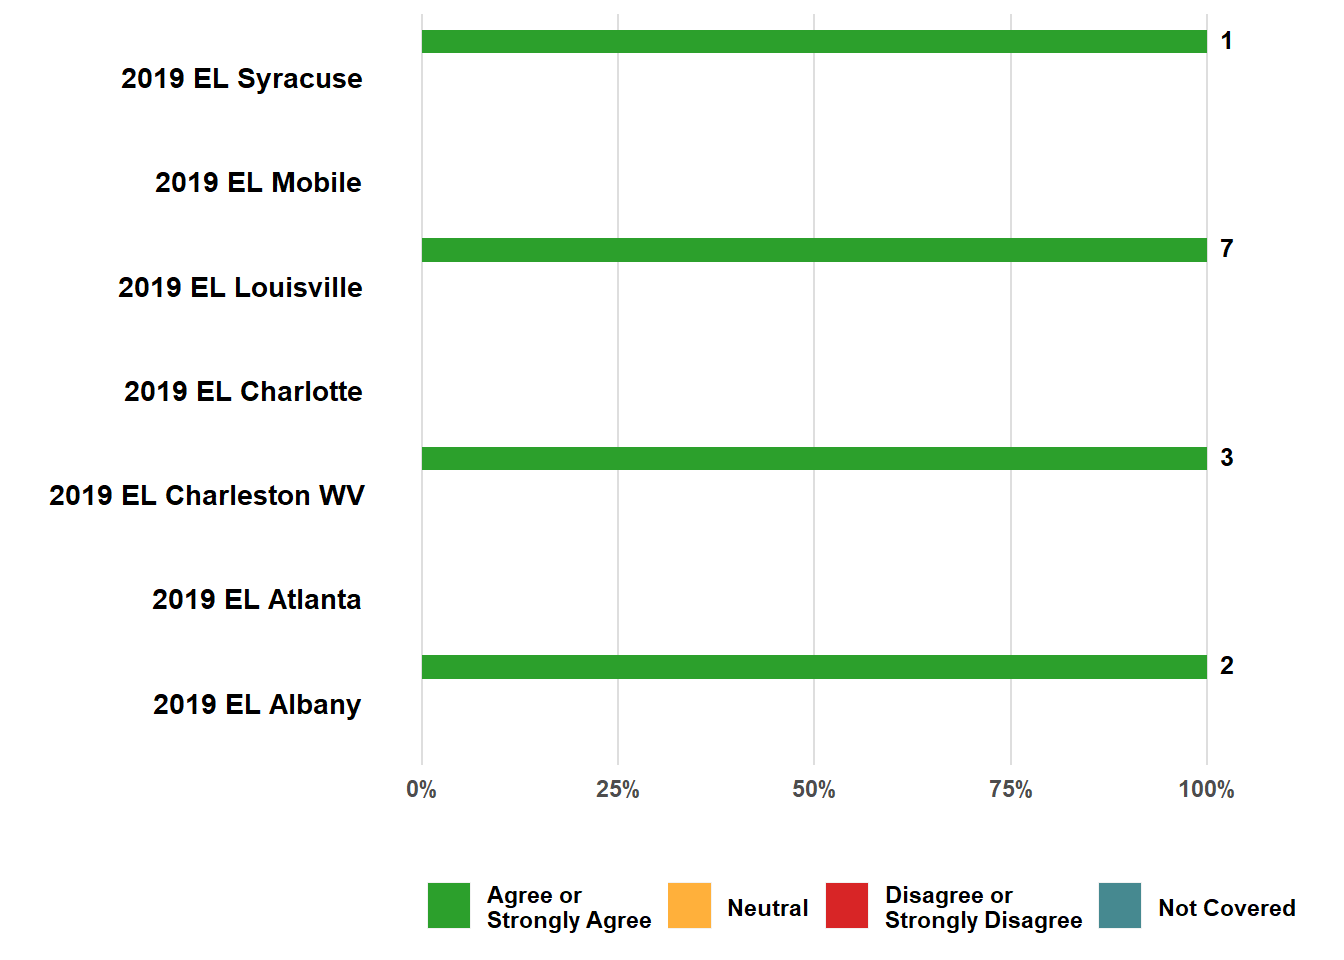 1
2019 EL Syracuse
2019 EL Mobile
7
2019 EL Louisville
2019 EL Charlotte
3
2019 EL Charleston WV
2019 EL Atlanta
2
2019 EL Albany
0% 25% 50% 75% 100%
Agree or
Strongly Agree
Neutral
Disagree or
Strongly Disagree
Not Covered